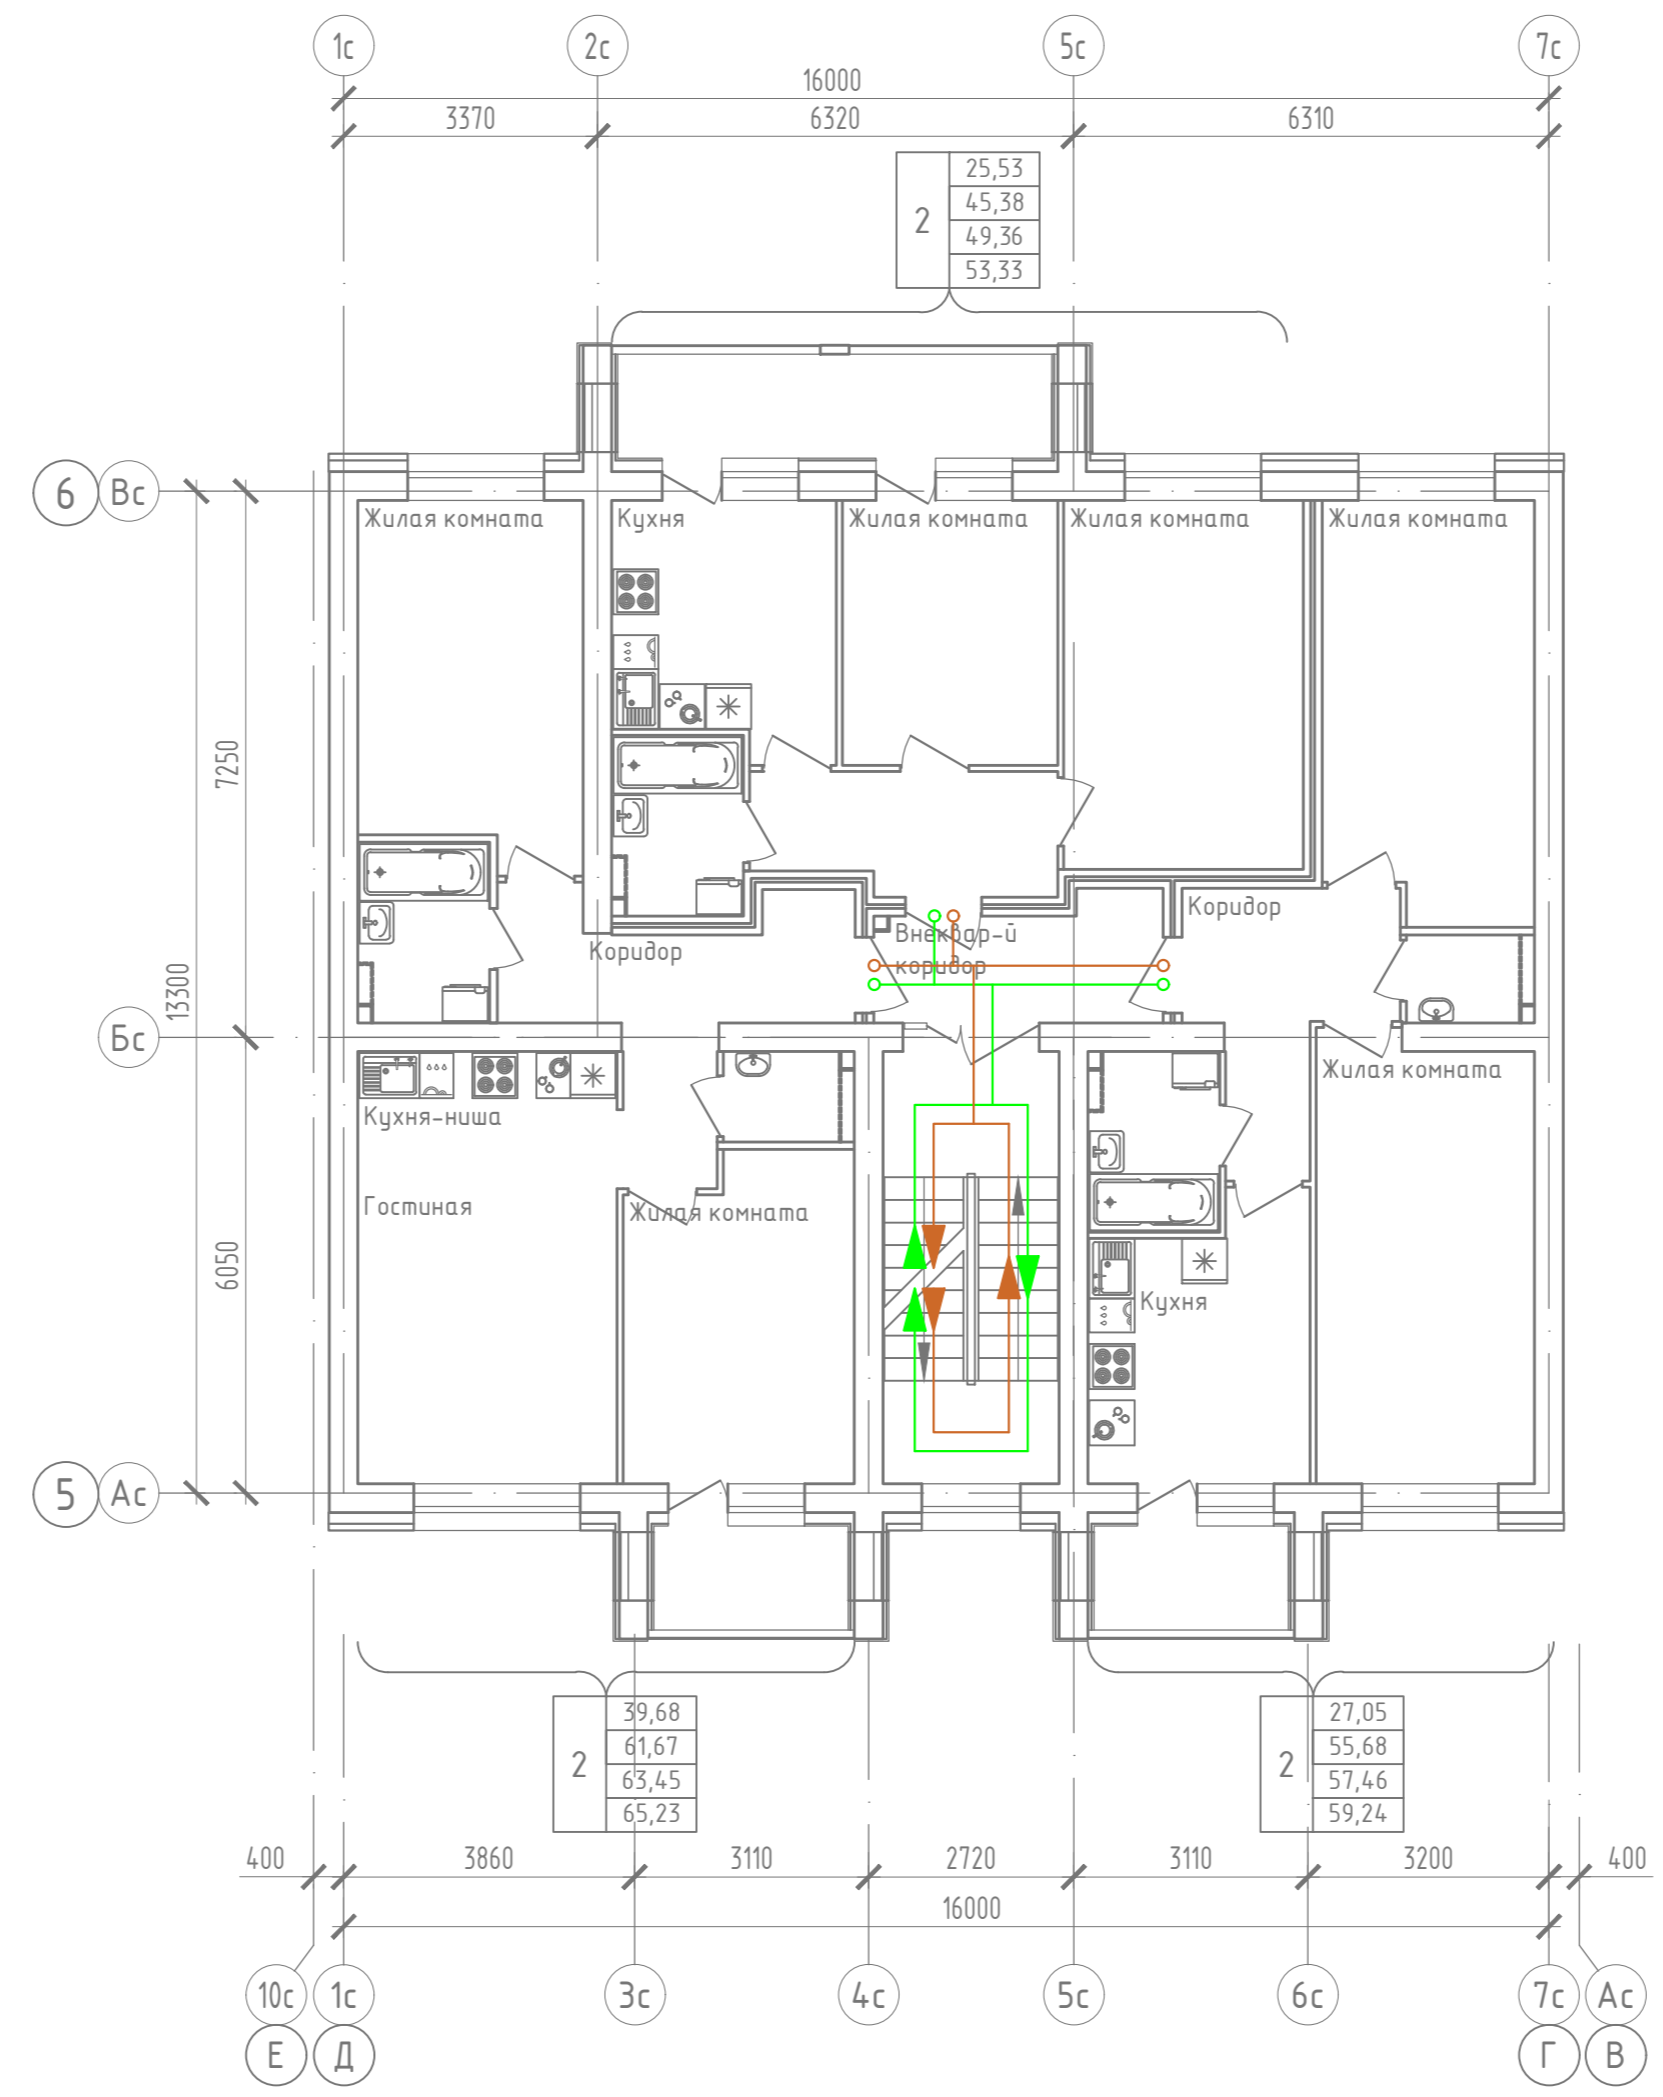 1с 2с 5с 7с
16000
3370 6320 6310
2
25,53
45,38
49,36
53,33
6 Вс
Жилая комната Кухня Жилая комната Жилая комната Жилая комната
7250
13300
Коридор
Внеквар-й
коридор
Коридор
Бс
Кухня-ниша
Жилая комната
Гостиная
Жилая комната
6050
Кухня
5 Ас
2
39,68
61,67
63,45
65,23
2
27,05
55,68
57,46
59,24
400 3860 3110 2720 3110 3200 400
16000
10с 1с 3с 4с 5с 6с 7с Ас
Е Д Г В